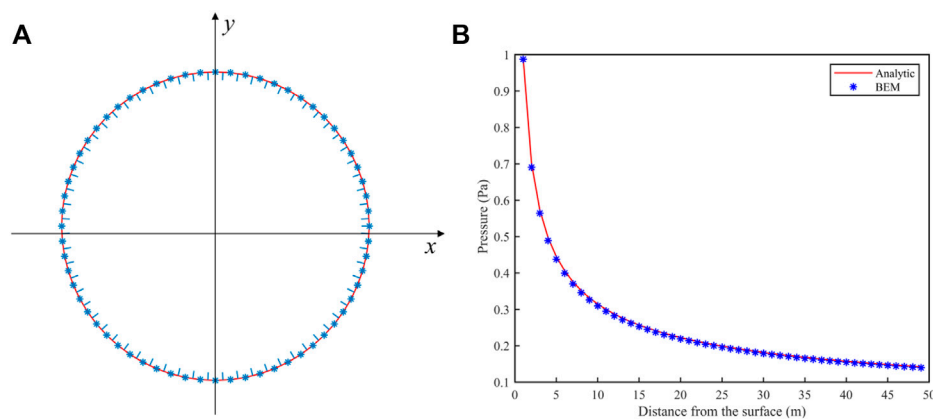 A
y
x
B
Pressure (Pa)
1
0.9
0.8
0.7
0.6
0.5
0.4
0.3
0.2
0.1
Analytic
BEM
0 5 10 15 20 25 30 35 40 45 50
Distance from the surface (m)